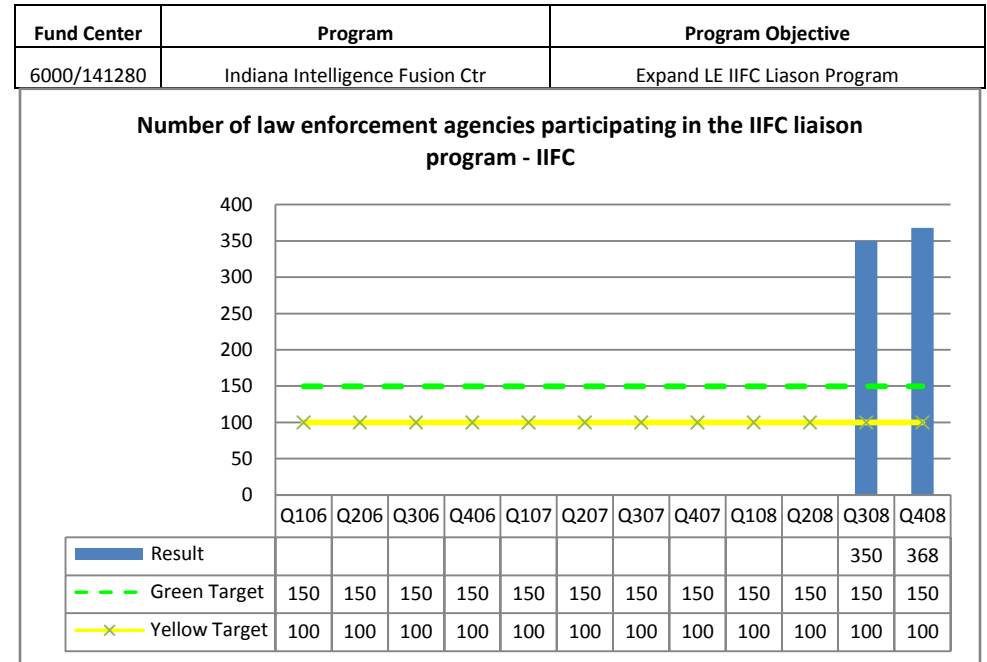 Fund Center Program Program Objective
6000/141280 Indiana Intelligence Fusion Ctr Expand LE IIFC Liason Program
Number of law enforcement agencies participating in the IIFC liaison
program - IIFC
400
350
300
250
200
150
100
50
0
Q106 Q206 Q306 Q406 Q107 Q207 Q307 Q407 Q108 Q208 Q308 Q408
Result 350 368
Green Target 150 150 150 150 150 150 150 150 150 150 150 150
Yellow Target 100 100 100 100 100 100 100 100 100 100 100 100